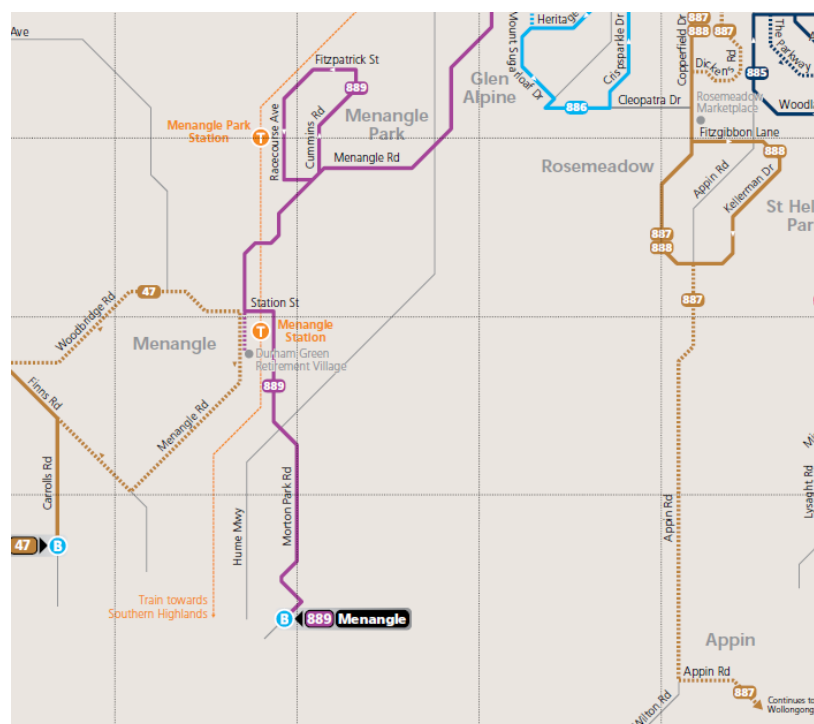 Ave
Fitzpatrick St
889
Menangle Park
Station
T
Racecourse Ave
Cummins Rd
Menangle
Park
Menangle Rd
Glen
Alpine
Mount Sugarloaf Dr
Herita
ge
Crispsparkle Dr
886
Cleopatra Dr
887
888
887
Copperfield Dr
Dickens Rd
Rosemeadow
Marketplace
The Parkway
885
Woodla
Fitzgibbon Lane
888
Rosemeadow
Appin Rd
Kellerman Dr
St Hel
Par
887
888
47
Woodbridge Rd
Station St
887
T
Menangle
Station
Menangle
Durham Green
Retirement Village
889
Finns Rd
Menangle Rd
Carrolls Rd
Hume Mwy
Morton Park Rd
Appin Rd
Lysaght Rd
47
B
Train towards
Southern Highlands
B
889 Menangle
Appin
Appin Rd
887
Wilton Rd
Continues to
Wollongong